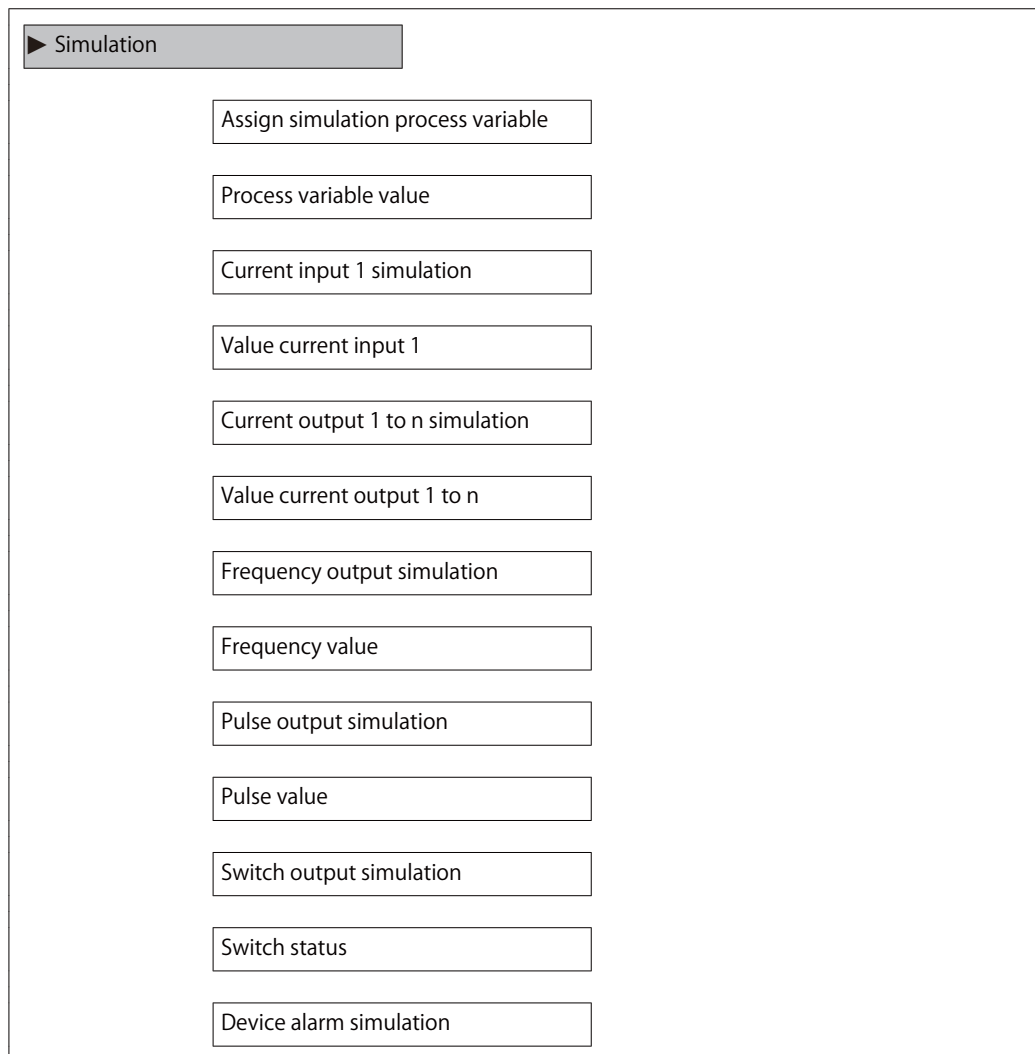 ▶ Simulation
Assign simulation process variable
Process variable value
Current input 1 simulation
Value current input 1
Current output 1 to n simulation
Value current output 1 to n
Frequency output simulation
Frequency value
Pulse output simulation
Pulse value
Switch output simulation
Switch status
Device alarm simulation